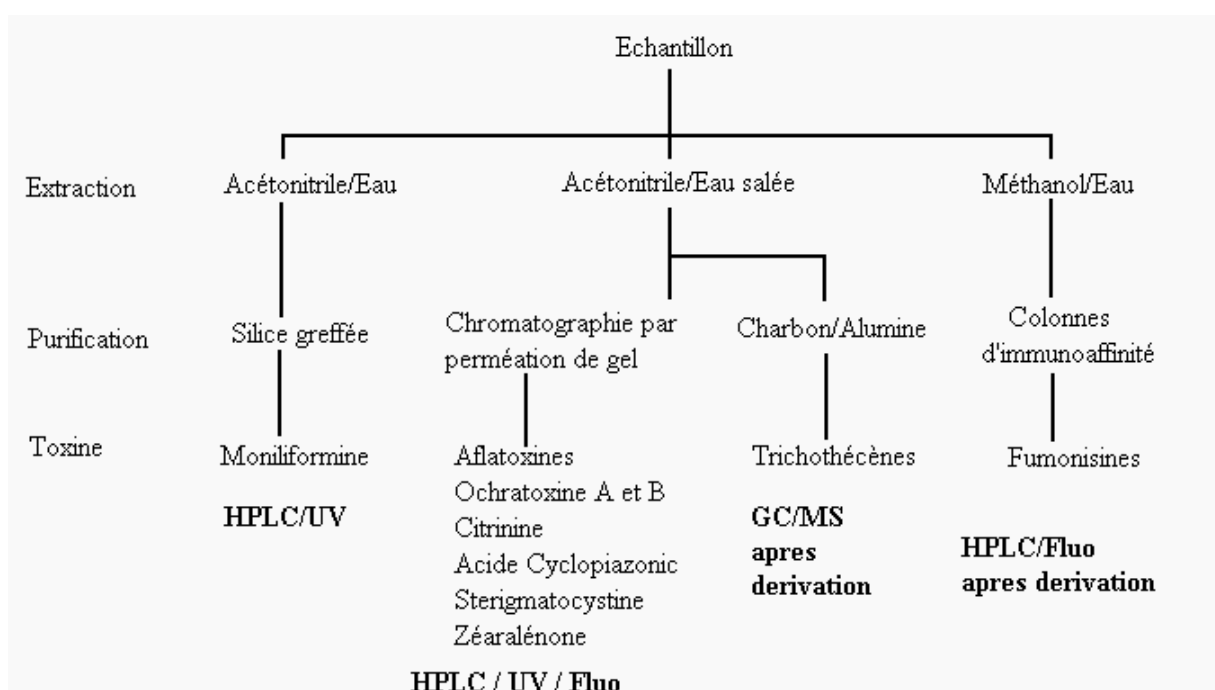 Echantillon
Extraction
Acétonitrile/Eau
Acétonitrile/Eau salée
Méthanol/Eau
Purification
Silice greffée
Chromatographie par
perméation de gel
Charbon/Alumine
Colonnes
d'immunoaffinité
Toxine
Moniliformine
HPLC/UV
Aflatoxines
Ochratoxine A et B
Citrinine
Acide Cyclopiazonic
Sterigmatocystine
Zéaralénone
HPLC / UV / Fluo
Trichothécènes
GC/MS
apres
derivation
Fumonisines
HPLC/Fluo
apres derivation